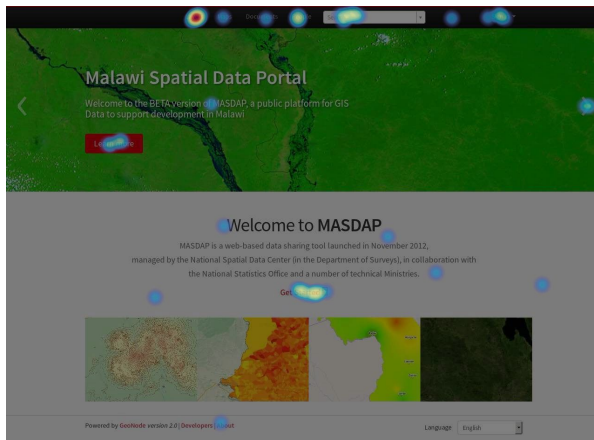 Malawi Spatial Data Portal
Welcome to the BETA version of MASDAP, a public platform for GIS
Data to support development in Malawi
Welcome to MASDAP
MASDAP is a web-based data sharing tool launched in November 2012,
managed by the National Spatial Data Center (in the Department of Surveys), in collaboration with
the National Statistics Office and a number of technical Ministries.
Powered by GeoNode version 2.0 | Developers |
Language English